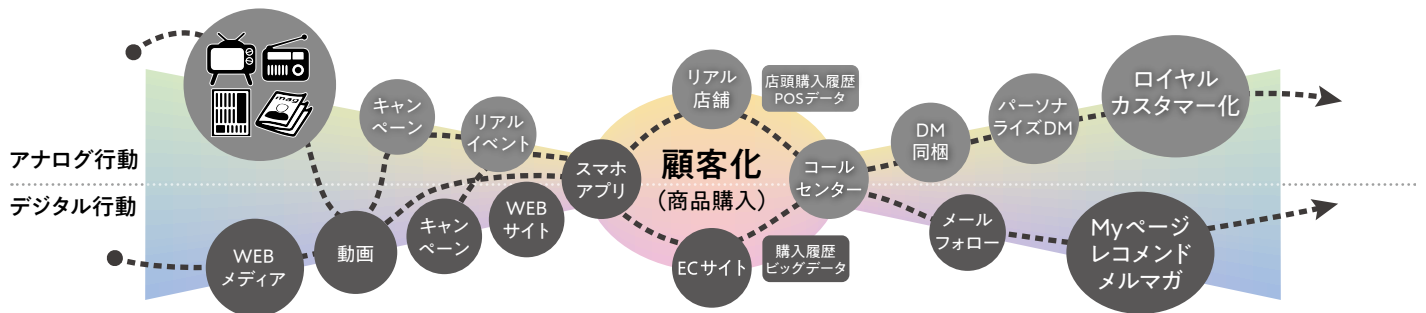 アナログ行動
デジタル行動
mag
キャン
ペーン
リアル
イベント
WEB
メディア
動画
キャン
ペーン
WEB
サイト
スマホ
アプリ
リアル
店舗
店頭購入履歴
POSデータ
顧客化
(商品購入)
ECサイト
購入履歴
ビッグデータ
コール
センター
DM
同梱
パーソナ
ライズDM
ロイヤル
カスタマー化
メール
フォロー
Myページ
レコメンド
メルマガ